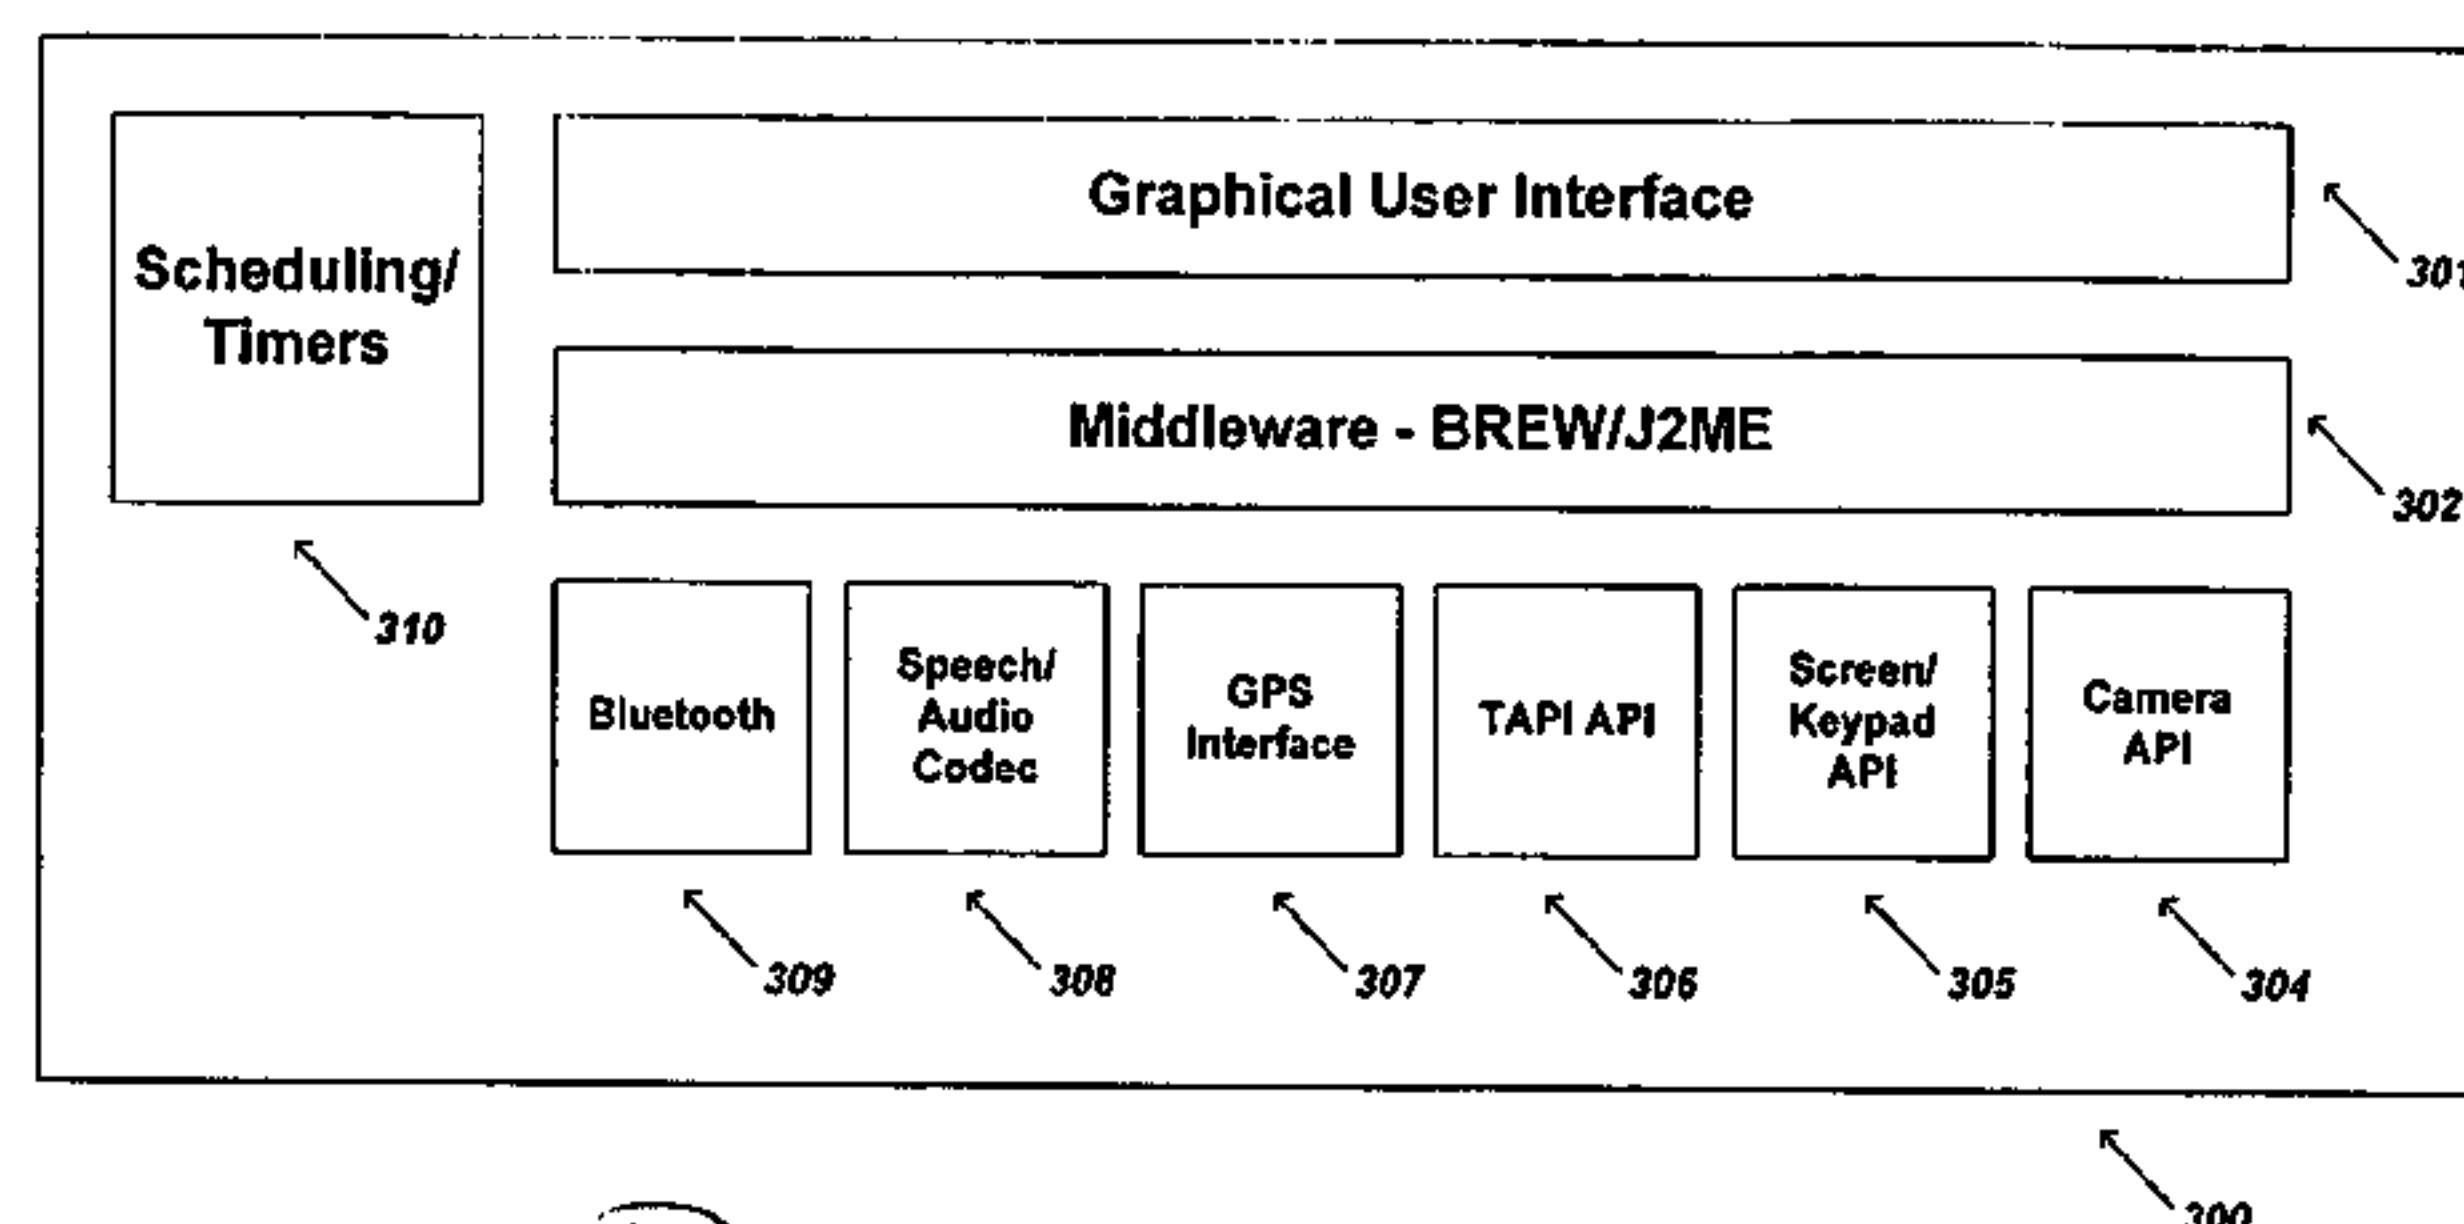 Scheduling/
Timers
Graphical User Interface
301
Middleware - BREW/J2ME
302
310
Bluetooth
Speech/
Audio
Codec
GPS
Interface
TAPI API
Screen/
Keypad
API
Camera
API
309
308
307
306
305
304
300